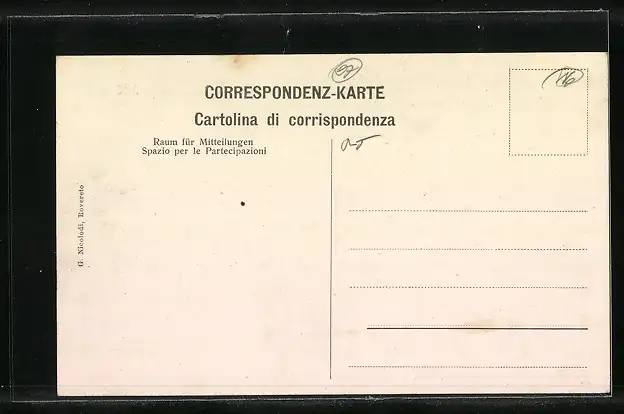 CORRESPONDENZ-KARTE
Cartolina di corrispondenza
Raum für Mitteilungen
Spazio per le Partecipazioni
G. Nicolodi, Rovereto